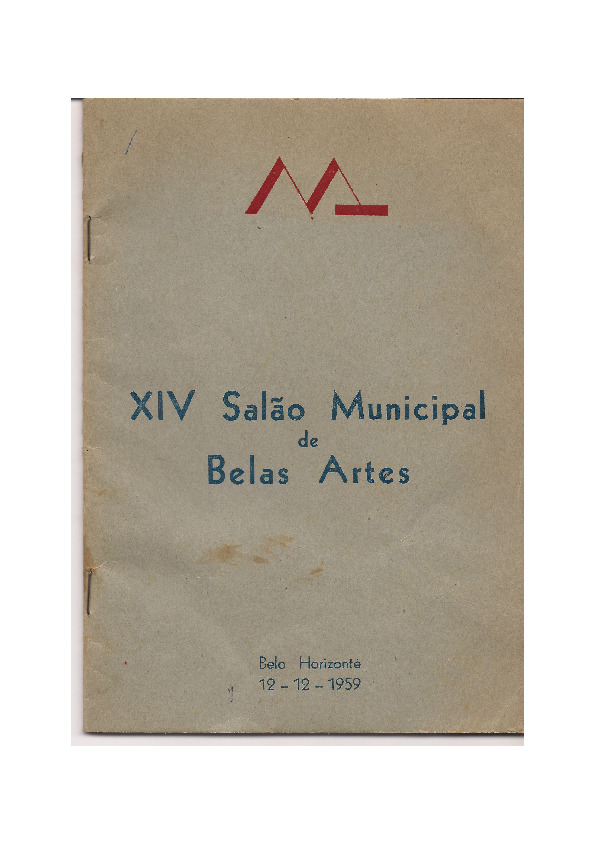 XIV Salão Municipal
de
Belas Artes
Belo Horizonte
12 - 12 - 1959